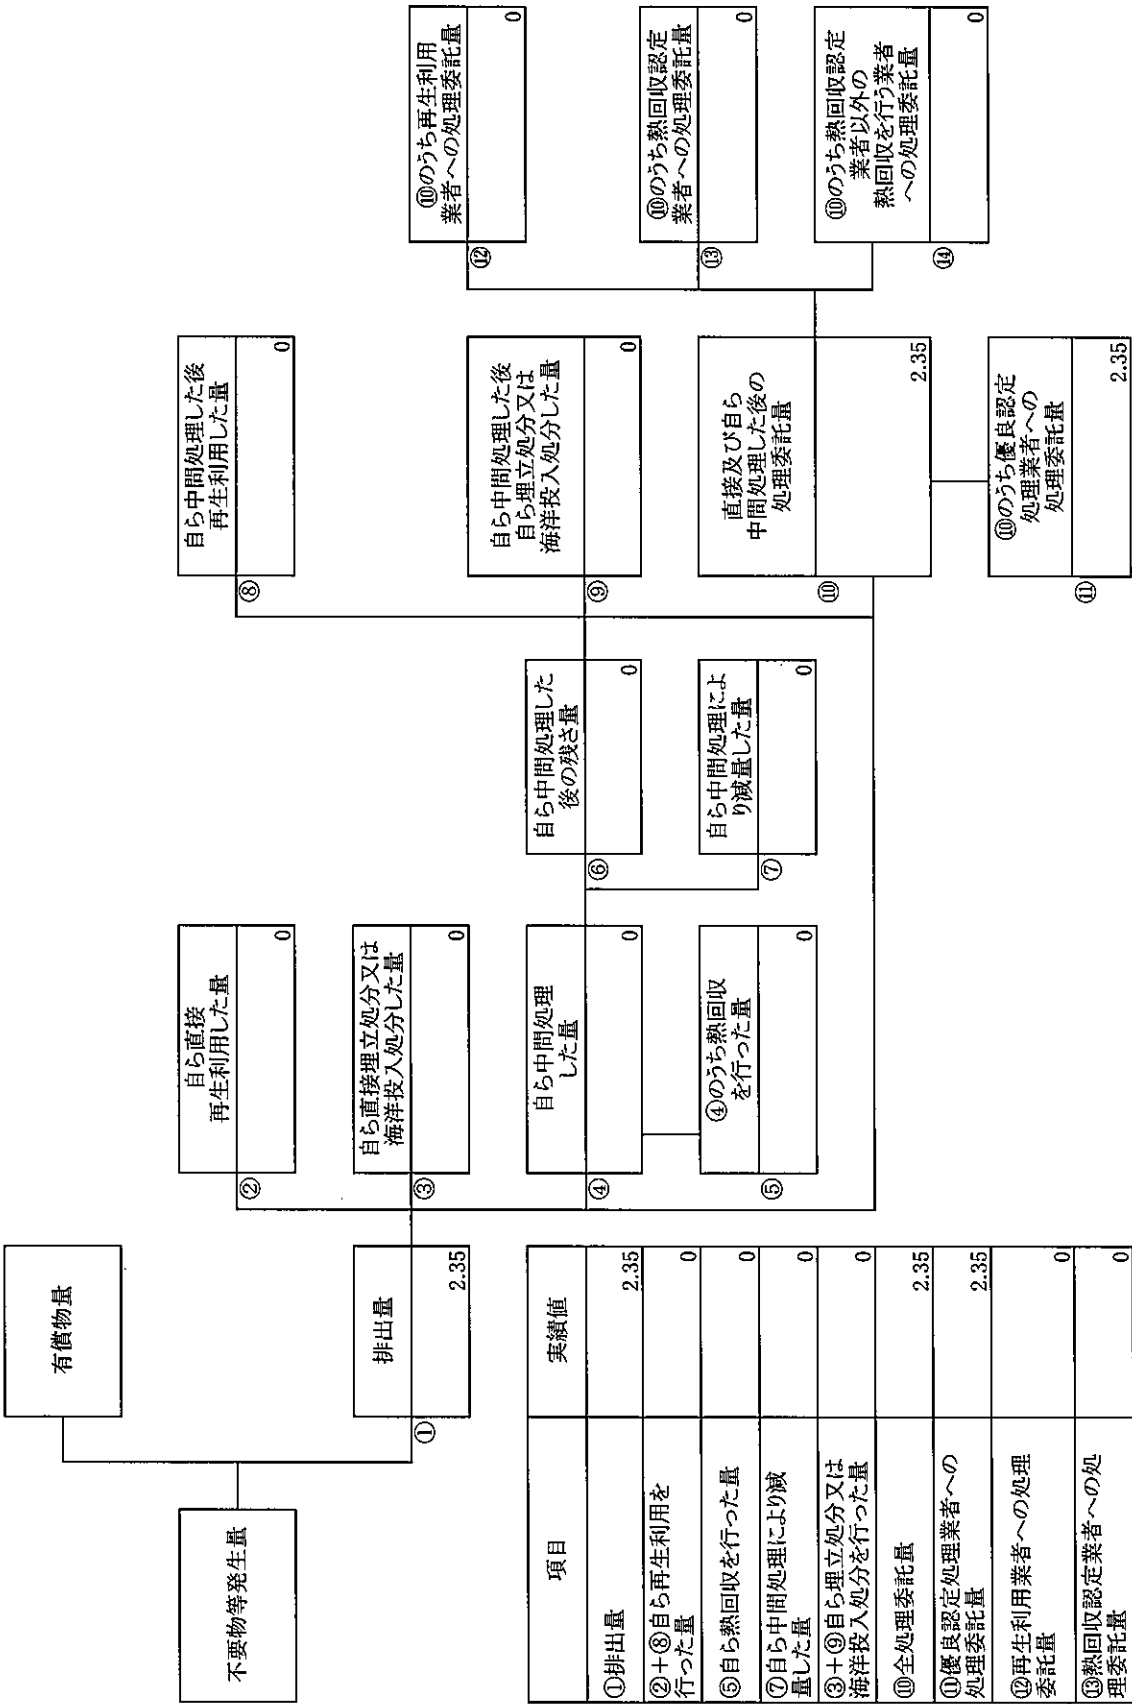 不要物等発生量
有償物量
①
排出量
2.35
②
自ら直接
再生利用した量
0
③
自ら直接埋立処分又は
海洋投入処分した量
0
④
自ら中間処理
した量
0
⑤
④のうち熱回収
を行った量
0
⑥
自ら中間処理した
後の残さ量
0
⑦
自ら中間処理によ
り減量した量
0
⑧
自ら中間処理した後
再生利用した量
0
⑨
自ら中間処理した後
自ら埋立処分又は
海洋投入処分した量
0
⑩
直接及び自ら
中間処理した後の
処理委託量
2.35
⑪
⑩のうち優良認定
処理業者への
処理委託量
2.35
⑫
⑩のうち再生利用
業者への処理委託量
0
⑬
⑩のうち熱回収認定
業者への処理委託量
0
⑭
⑩のうち熱回収認定
業者以外の
熱回収を行う業者
への処理委託量
0
項目 実績値
①排出量 2.35
②+⑧自ら再生利用を
行った量 0
⑤自ら熱回収を行った量 0
⑦自ら中間処理により減
量した量 0
③+⑨自ら埋立処分又は
海洋投入処分を行った量 0
⑩全処理委託量 2.35
⑪優良認定処理業者への
処理委託量 2.35
⑫再生利用業者への処理
委託量 0
⑬熱回収認定業者への処
理委託量 0